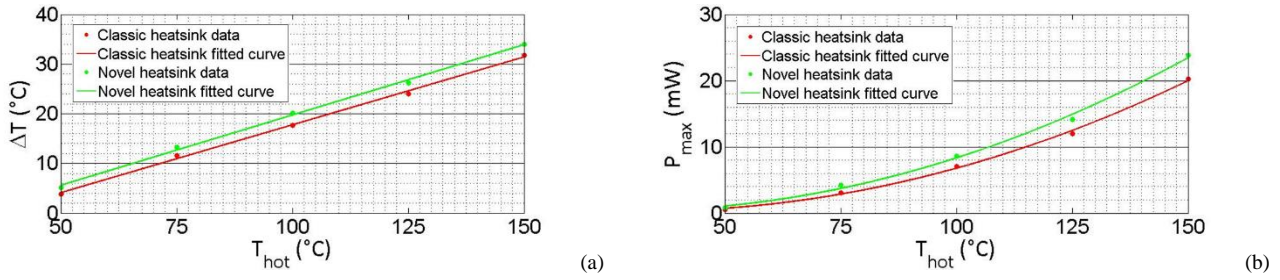 40
30
20
10
0
ΔT (°C)
Classic heatsink data
Classic heatsink fitted curve
Novel heatsink data
Novel heatsink fitted curve
50 75 100 125 150
T_hot (°C)
(a)
30
20
10
0
P_max (mW)
Classic heatsink data
Classic heatsink fitted curve
Novel heatsink data
Novel heatsink fitted curve
50 75 100 125 150
T_hot (°C)
(b)